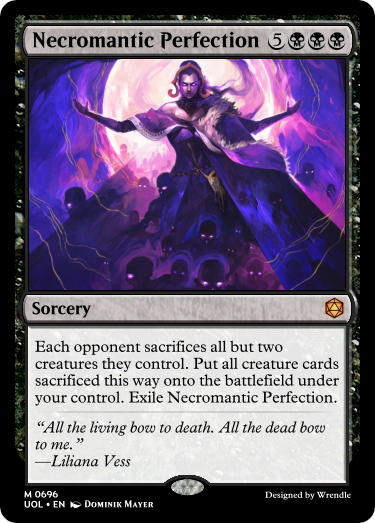 Necromantic Perfection 5
Sorcery
Each opponent sacrifices all but two
creatures they control. Put all creature cards
sacrificed this way onto the battlefield under
your control. Exile Necromantic Perfection.
“All the living bow to death. All the dead bow
to me.”
—Liliana Vess
M 0696
UOL • EN Dominik Mayer
Designed by Wrendle